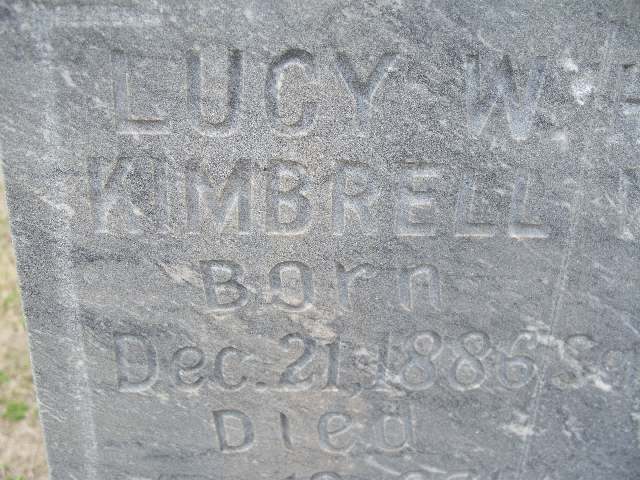 LUCY W.
KIMBRELL
Born
Dec. 21, 1886
Died